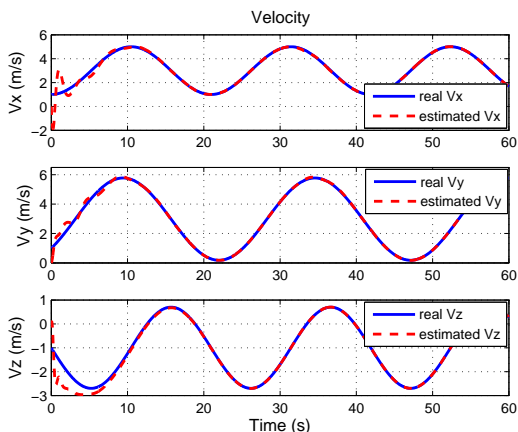 Velocity
6
4
2
0
−2
Vx (m/s)
0 10 20 30 40 50 60
real Vx
estimated Vx
6
4
2
0
Vy (m/s)
0 10 20 30 40 50 60
real Vy
estimated Vy
1
0
−1
−2
−3
Vz (m/s)
0 10 20 30 40 50 60
real Vz
estimated Vz
Time (s)